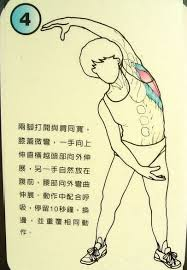 4
兩腳打開與肩同寬,
膝蓋微彎,一手向上
伸直橫越頭部向外伸
展,另一手自然放在
腹前,腰部向外彎曲
伸展,動作中配合呼
吸,停留10秒鐘,換
邊,並重覆相同動
作。